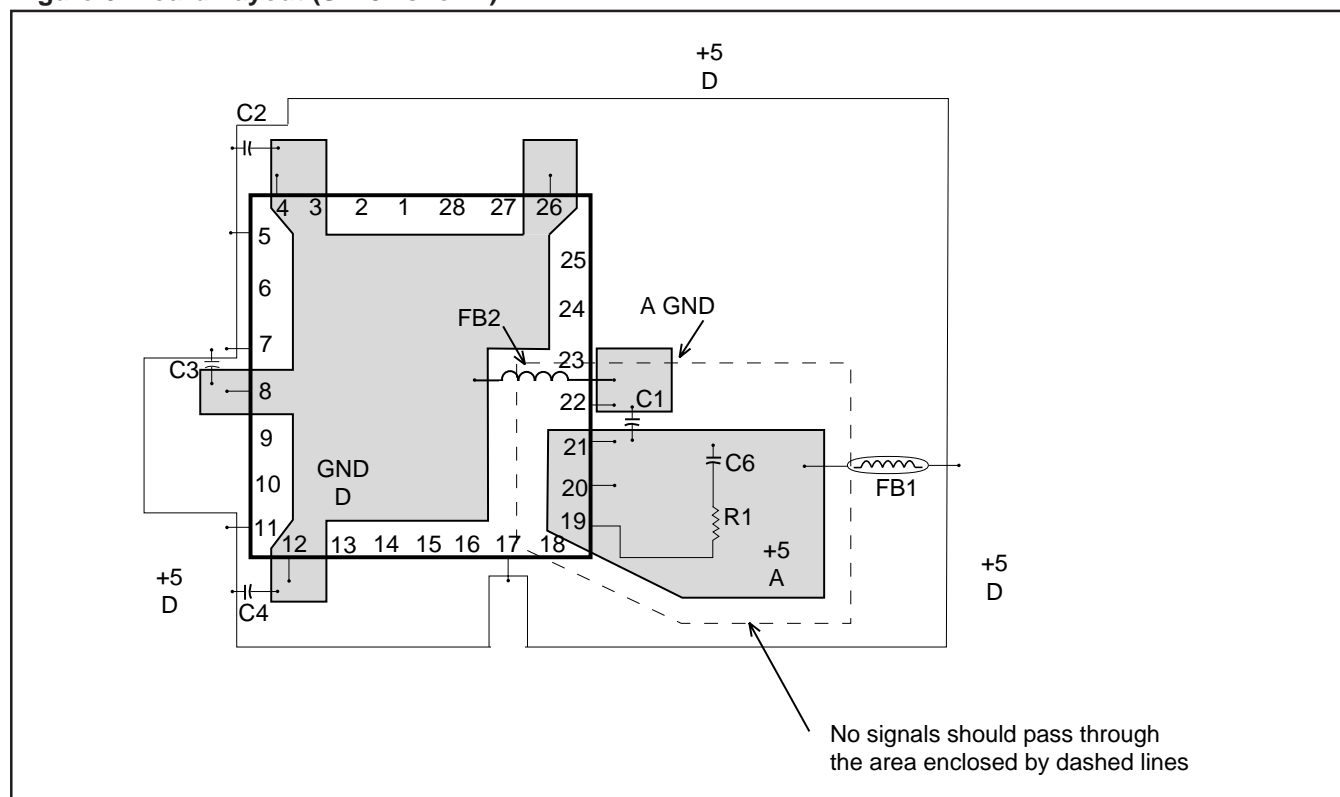 +5
D
C2
4 3 2 1 28 27 26
5
25
6
24
A GND
FB2
7
23
C3
8
22
C1
9
21
C6
GND
D
10
20
FB1
R1
19
11
12 13 14 15 16 17 18
+5
A
+5
D
+5
D
C4
No signals should pass through
the area enclosed by dashed lines